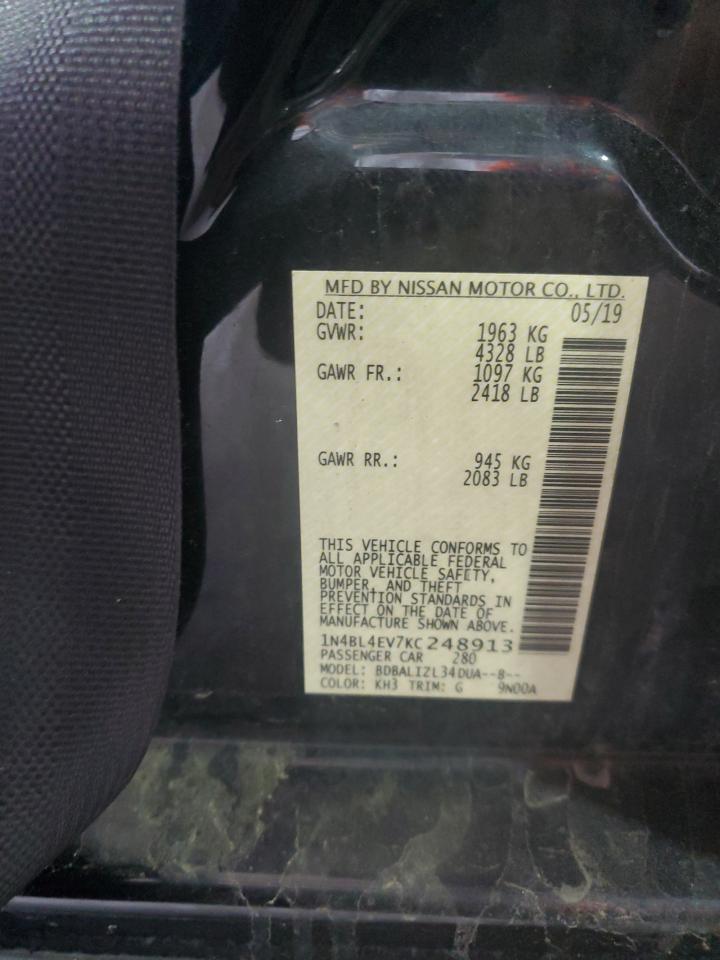 MFD BY NISSAN MOTOR CO., LTD.
DATE: 05/19
GVWR: 1963 KG
4328 LB
GAWR FR.: 1097 KG
2418 LB
GAWR RR.: 945 KG
2083 LB
THIS VEHICLE CONFORMS TO
ALL APPLICABLE FEDERAL
MOTOR VEHICLE SAFETY,
BUMPER, AND THEFT
PREVENTION STANDARDS IN
EFFECT ON THE DATE OF
MANUFACTURE SHOWN ABOVE.
1N4BL4EV7KC248913
PASSENGER CAR 280
MODEL: BDBALIZL34DUA--B--
COLOR: KH3 TRIM: G 9N00A